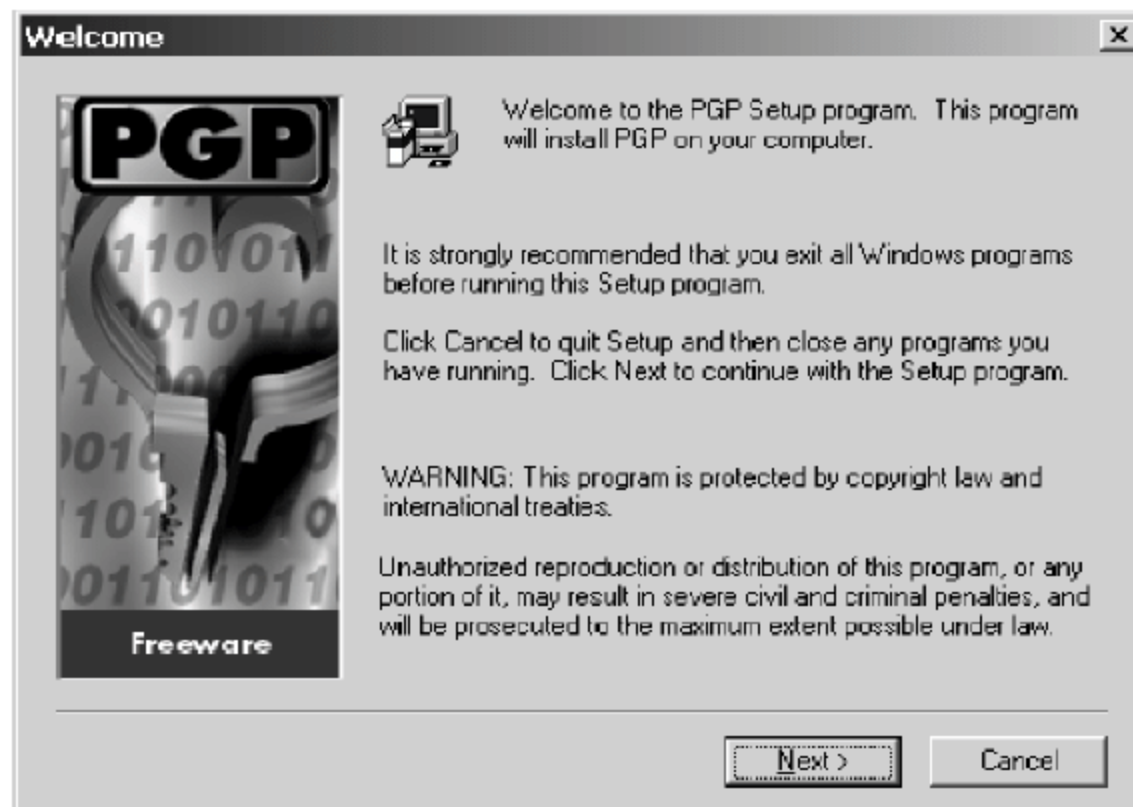 Welcome
PGP
Welcome to the PGP Setup program. This program
will install PGP on your computer.
It is strongly recommended that you exit all Windows programs
before running this Setup program.
Click Cancel to quit Setup and then close any programs you
have running. Click Next to continue with the Setup program.
WARNING: This program is protected by copyright law and
international treaties.
Unauthorized reproduction or distribution of this program, or any
portion of it, may result in severe civil and criminal penalties, and
will be prosecuted to the maximum extent possible under law.
Freeware
Next >
Cancel